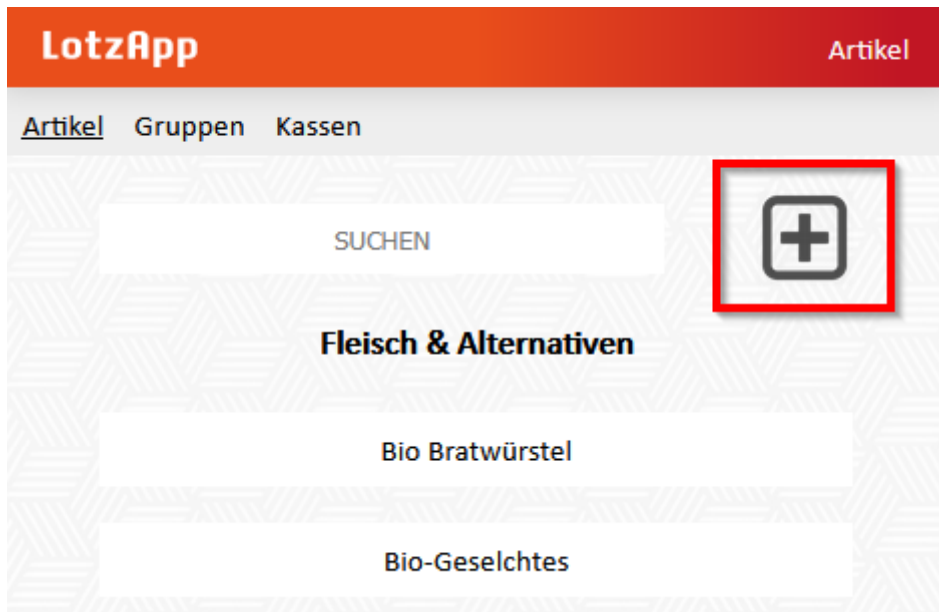 LotzApp
Artikel
Artikel Gruppen Kassen
SUCHEN
Fleisch & Alternativen
Bio Bratwürstel
Bio-Geselchtes